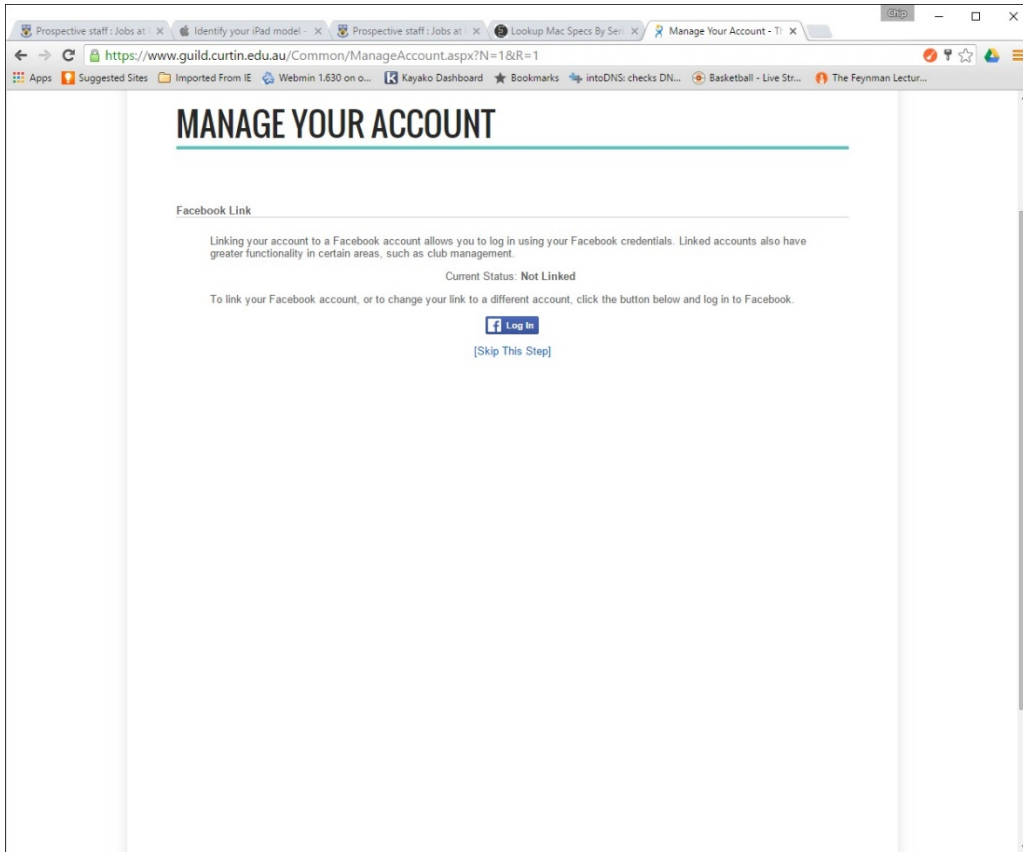 Chip
Prospective staff : Jobs at
Identify your iPad model -
Prospective staff : Jobs at
Lookup Mac Specs By Seri
Manage Your Account - Th
https://www.guild.curtin.edu.au/Common/ManageAccount.aspx?N=1&R=1
Apps Suggested Sites Imported From IE Webmin 1.630 on o... Kayako Dashboard Bookmarks intoDNS: checks DN... Basketball - Live Str... The Feynman Lectur...
MANAGE YOUR ACCOUNT
Facebook Link
Linking your account to a Facebook account allows you to log in using your Facebook credentials. Linked accounts also have
greater functionality in certain areas, such as club management.
Current Status: Not Linked
To link your Facebook account, or to change your link to a different account, click the button below and log in to Facebook.
f Log In
[Skip This Step]